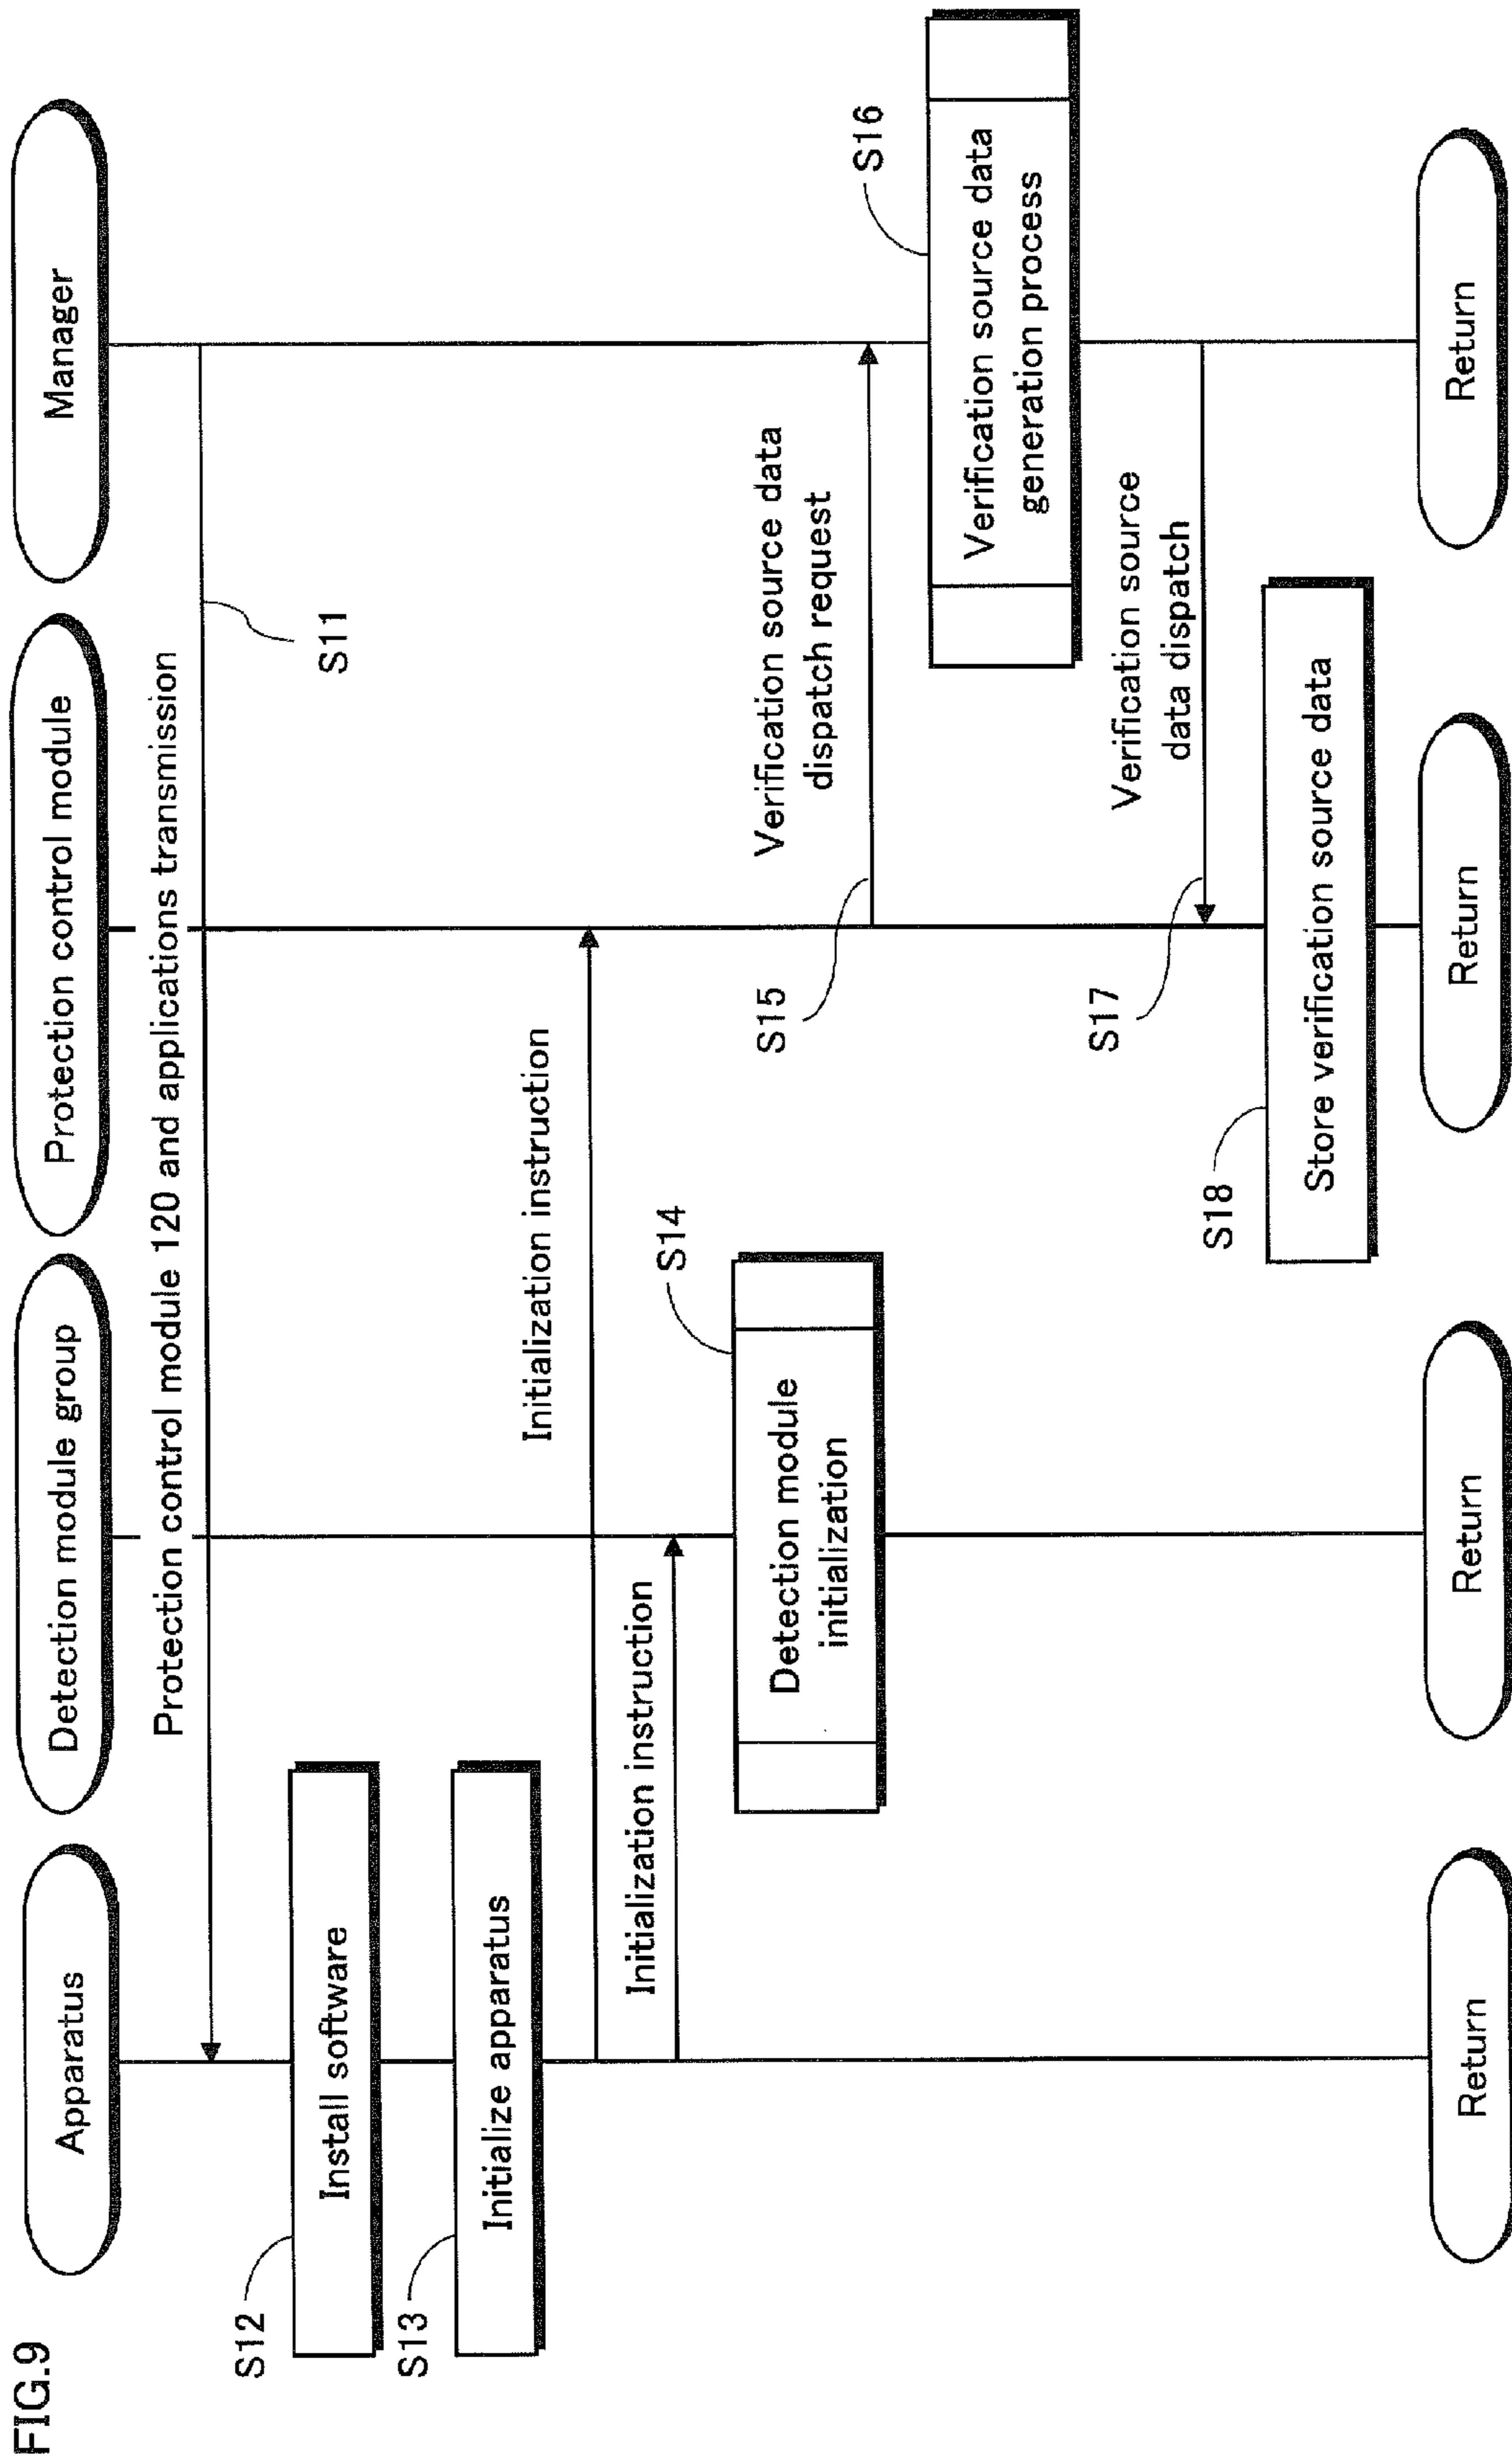 FIG.9
Apparatus
Detection module group
Protection control module
Manager
Protection control module 120 and applications transmission
S11
S12
Install software
S13
Initialize apparatus
Initialization instruction
Initialization instruction
S14
Detection module
initialization
Verification source data
dispatch request
S15
S16
Verification source data
generation process
Verification source
data dispatch
S17
S18
Store verification source data
Return
Return
Return
Return